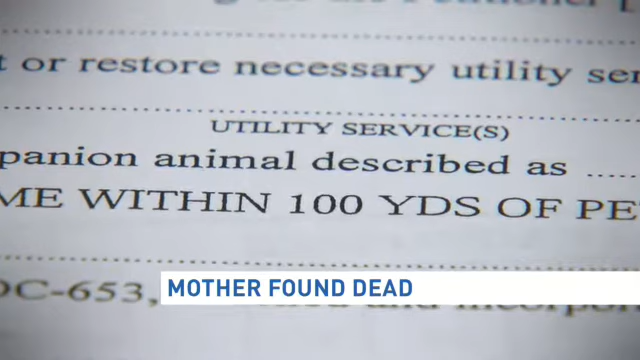 t or restore necessary utility ser
UTILITY SERVICE(S)
panion animal described as ......
ME WITHIN 100 YDS OF PE
DC-653,
MOTHER FOUND DEAD